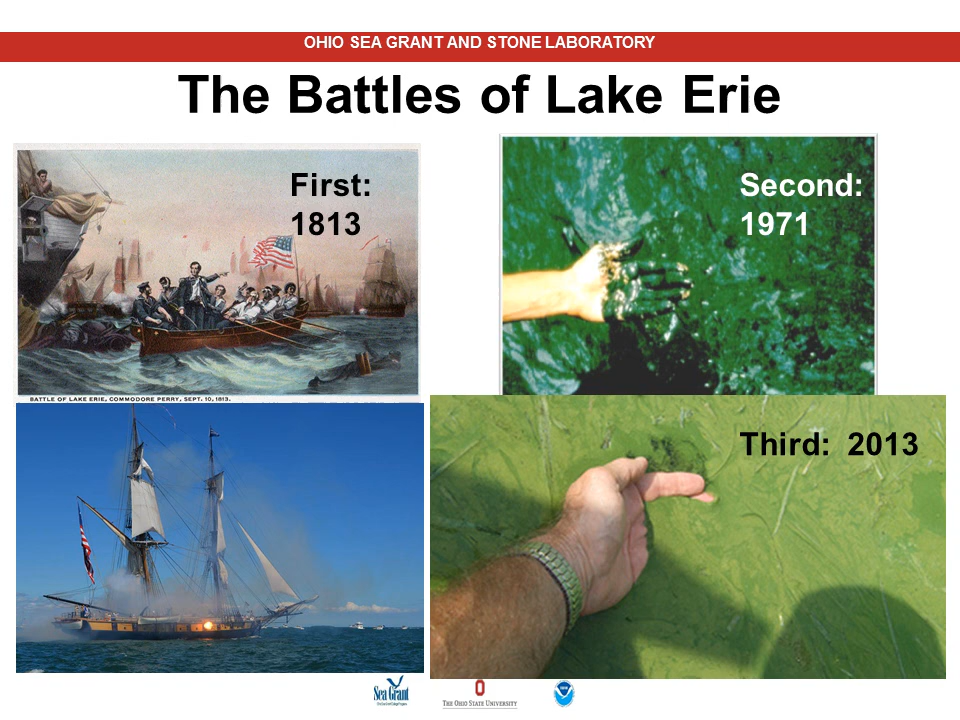 OHIO SEA GRANT AND STONE LABORATORY
The Battles of Lake Erie
First:
1813
Second:
1971
BATTLE OF LAKE ERIE, COMMODORE PERRY, SEPT. 10, 1813.
Third: 2013
Sea Grant
THE OHIO STATE UNIVERSITY